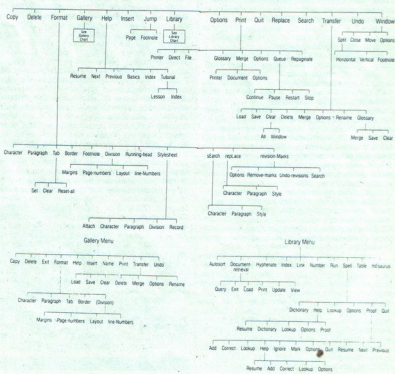 Copy Delete Format Gallery Help Insert Jump Library Options Print Quit Replace Search Transfer Undo Window
See Gallery Chart
Page Footnote
See Library Chart
Split Close Move Options
Printer Direct File
Glossary Merge Options Queue Repaginate
Horizontal Vertical Footnote
Resume Next Previous Basics Index Tutorial
Printer Document Options
Lesson Index
Continue Pause Restart Stop
Load Save Clear Delete Merge Options Rename Glossary
All Window
Merge Save Clear
Character Paragraph Tab Border Footnote Division Running-head Stylesheet
sEarch repLace revision-Marks
Margins Page-numbers Layout line-Numbers
Options Remove-marks Undo-revisions Search
Set Clear Reset-all
Character Paragraph Style
Character Paragraph Style
Attach Character Paragraph Division Record
Gallery Menu
Library Menu
Copy Delete Exit Format Help Insert Name Print Transfer Undo
Autosort Document-retrieval Hyphenate Index Link Number Run Spell Table thEsaurus
Load Save Clear Delete Merge Options Rename
Query Exit Load Print Update View
Character Paragraph Tab Border (Division)
Dictionary Help Lookup Options Proof Quit
Margins Page-numbers Layout line-Numbers
Resume Dictionary Lookup Options Proof
Add Correct Lookup Help Ignore Mark Options Quit Resume Next Previous
Resume Add Correct Lookup Options